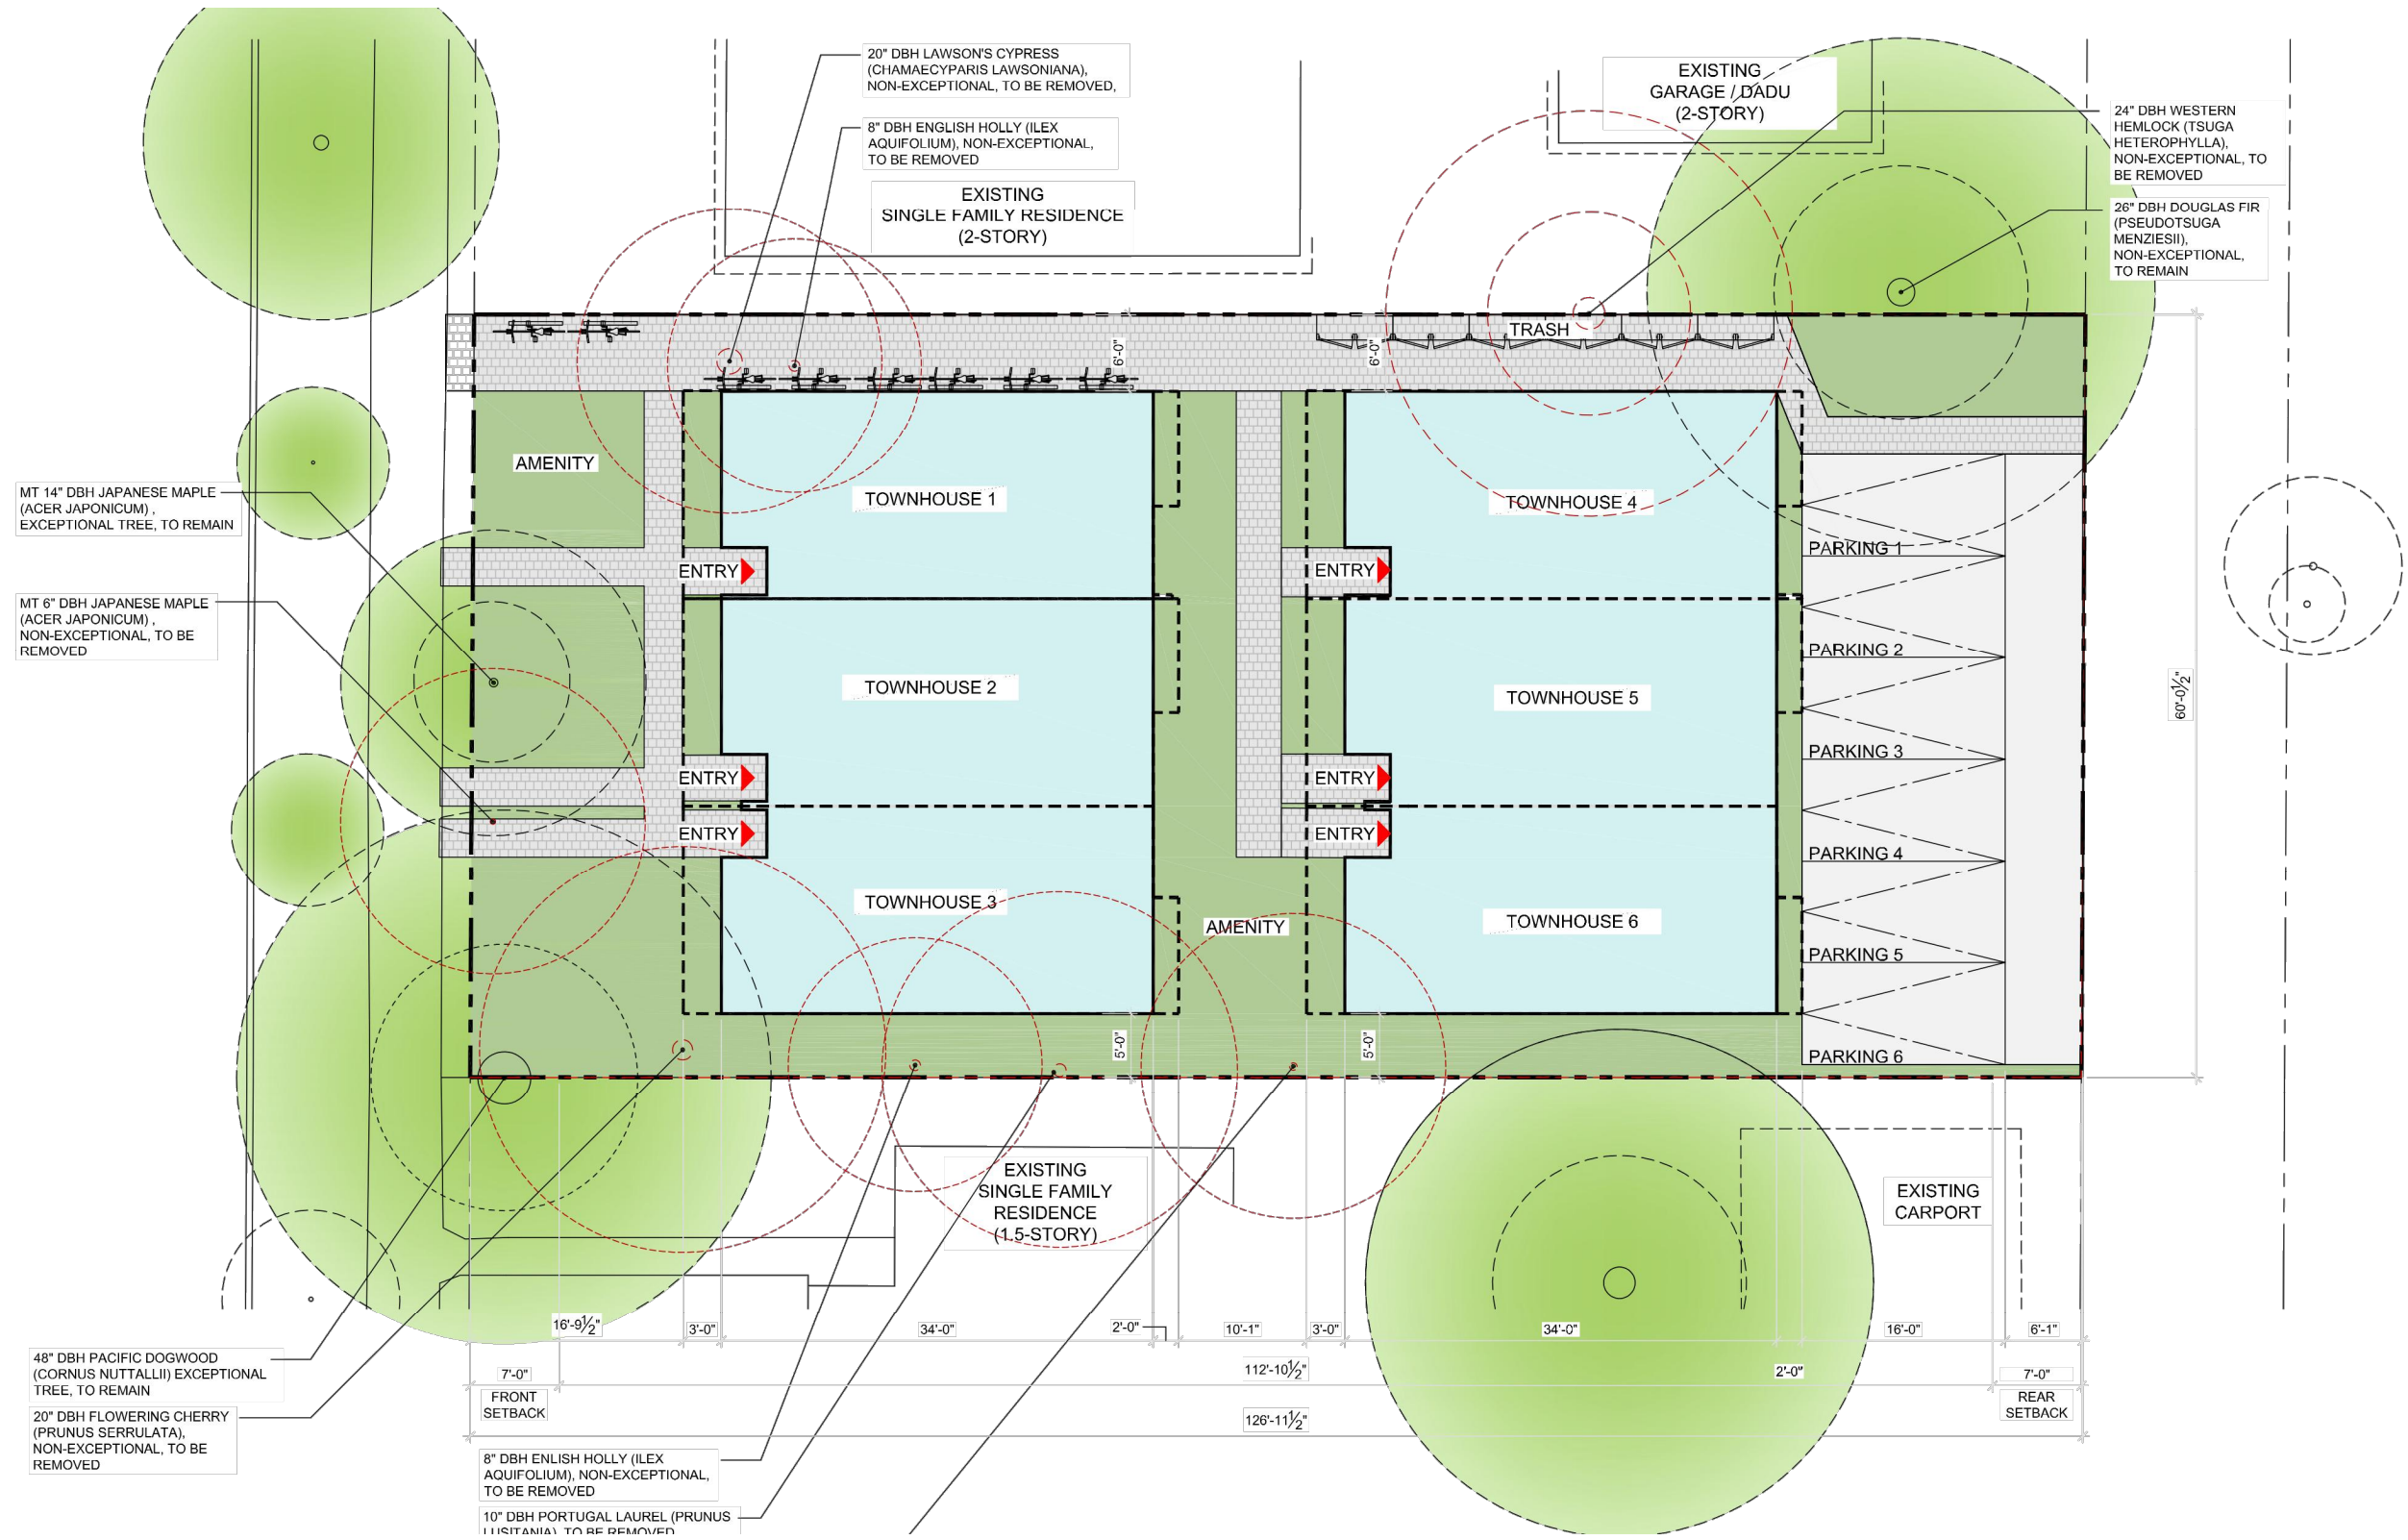 20" DBH LAWSON'S CYPRESS
(CHAMAECYPARIS LAWSONIANA),
NON-EXCEPTIONAL, TO BE REMOVED,
8" DBH ENGLISH HOLLY (ILEX
AQUIFOLIUM), NON-EXCEPTIONAL,
TO BE REMOVED
EXISTING
SINGLE FAMILY RESIDENCE
(2-STORY)
EXISTING
GARAGE / DADU
(2-STORY)
24" DBH WESTERN
HEMLOCK (TSUGA
HETEROPHYLLA),
NON-EXCEPTIONAL, TO
BE REMOVED
26" DBH DOUGLAS FIR
(PSEUDOTSUGA
MENZIESII),
NON-EXCEPTIONAL,
TO REMAIN
TRASH
6'-0"
6'-0"
AMENITY
TOWNHOUSE 1
TOWNHOUSE 4
MT 14" DBH JAPANESE MAPLE
(ACER JAPONICUM) ,
EXCEPTIONAL TREE, TO REMAIN
ENTRY
ENTRY
PARKING 1
MT 6" DBH JAPANESE MAPLE
(ACER JAPONICUM) ,
NON-EXCEPTIONAL, TO BE
REMOVED
TOWNHOUSE 2
TOWNHOUSE 5
PARKING 2
60'-0½"
PARKING 3
ENTRY
ENTRY
ENTRY
ENTRY
PARKING 4
TOWNHOUSE 3
AMENITY
TOWNHOUSE 6
PARKING 5
5'-0"
5'-0"
PARKING 6
EXISTING
SINGLE FAMILY
RESIDENCE
(1.5-STORY)
EXISTING
CARPORT
16'-9½"
3'-0"
34'-0"
2'-0"
10'-1"
3'-0"
34'-0"
16'-0"
6'-1"
7'-0"
112'-10½"
2'-0"
7'-0"
FRONT
SETBACK
REAR
SETBACK
126'-11½"
48" DBH PACIFIC DOGWOOD
(CORNUS NUTTALLII) EXCEPTIONAL
TREE, TO REMAIN
20" DBH FLOWERING CHERRY
(PRUNUS SERRULATA),
NON-EXCEPTIONAL, TO BE
REMOVED
8" DBH ENLISH HOLLY (ILEX
AQUIFOLIUM), NON-EXCEPTIONAL,
TO BE REMOVED
10" DBH PORTUGAL LAUREL (PRUNUS
LUSITANIA), TO BE REMOVED